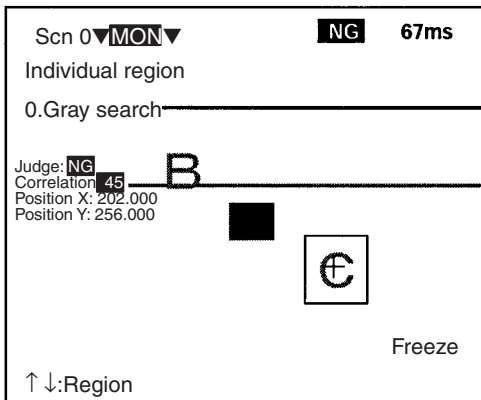 Scn 0▼MON▼ NG 67ms
Individual region
0.Gray search
B
Judge: NG
Correlation 45
Position X: 202.000
Position Y: 256.000
C
Freeze
↑↓:Region